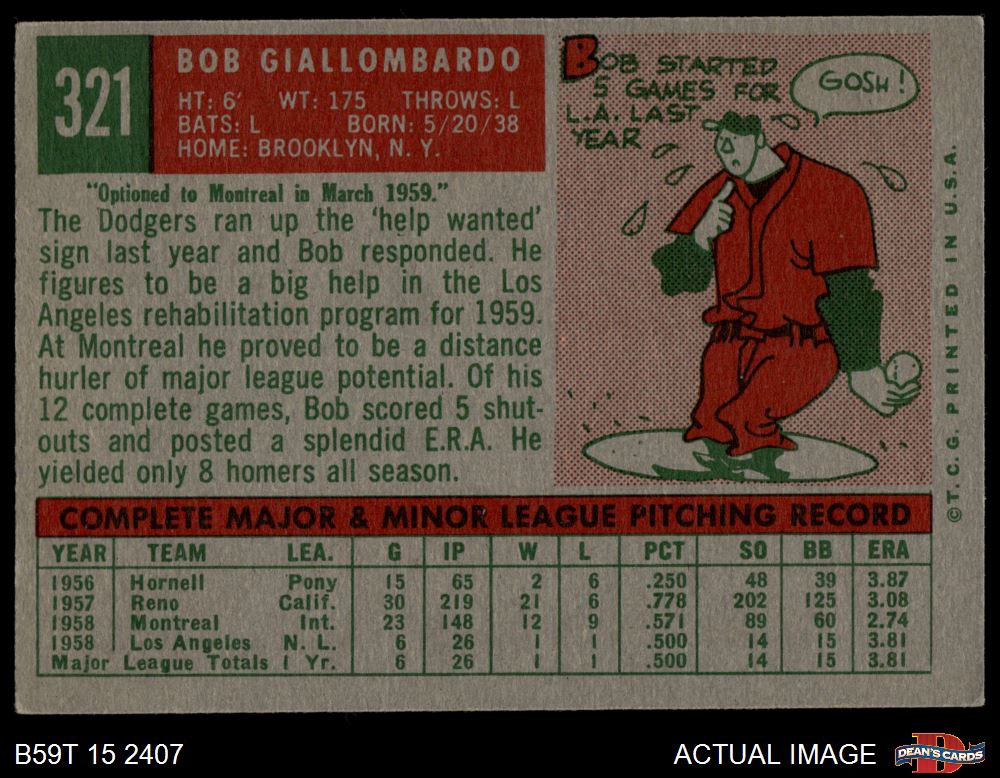 321
BOB GIALLOMBARDO
HT: 6' WT: 175 THROWS: L
BATS: L BORN: 5/20/38
HOME: BROOKLYN, N. Y.
"Optioned to Montreal in March 1959."
The Dodgers ran up the 'help wanted'
sign last year and Bob responded. He
figures to be a big help in the Los
Angeles rehabilitation program for 1959.
At Montreal he proved to be a distance
hurler of major league potential. Of his
12 complete games, Bob scored 5 shut-
outs and posted a splendid E.R.A. He
yielded only 8 homers all season.
BOB STARTED
5 GAMES FOR
L.A. LAST
YEAR
GOSH!
©T. C. G. PRINTED IN U.S.A.
COMPLETE MAJOR & MINOR LEAGUE PITCHING RECORD
YEAR TEAM LEA. G IP W L PCT SO BB ERA
1956 Hornell Pony 15 65 2 6 .250 48 39 3.87
1957 Reno Calif. 30 219 21 6 .778 202 125 3.08
1958 Montreal Int. 23 148 12 9 .571 89 60 2.74
1958 Los Angeles N. L. 6 26 1 1 .500 14 15 3.81
Major League Totals 1 Yr. 6 26 1 1 .500 14 15 3.81
B59T 15 2407
ACTUAL IMAGE
DEAN'S CARDS